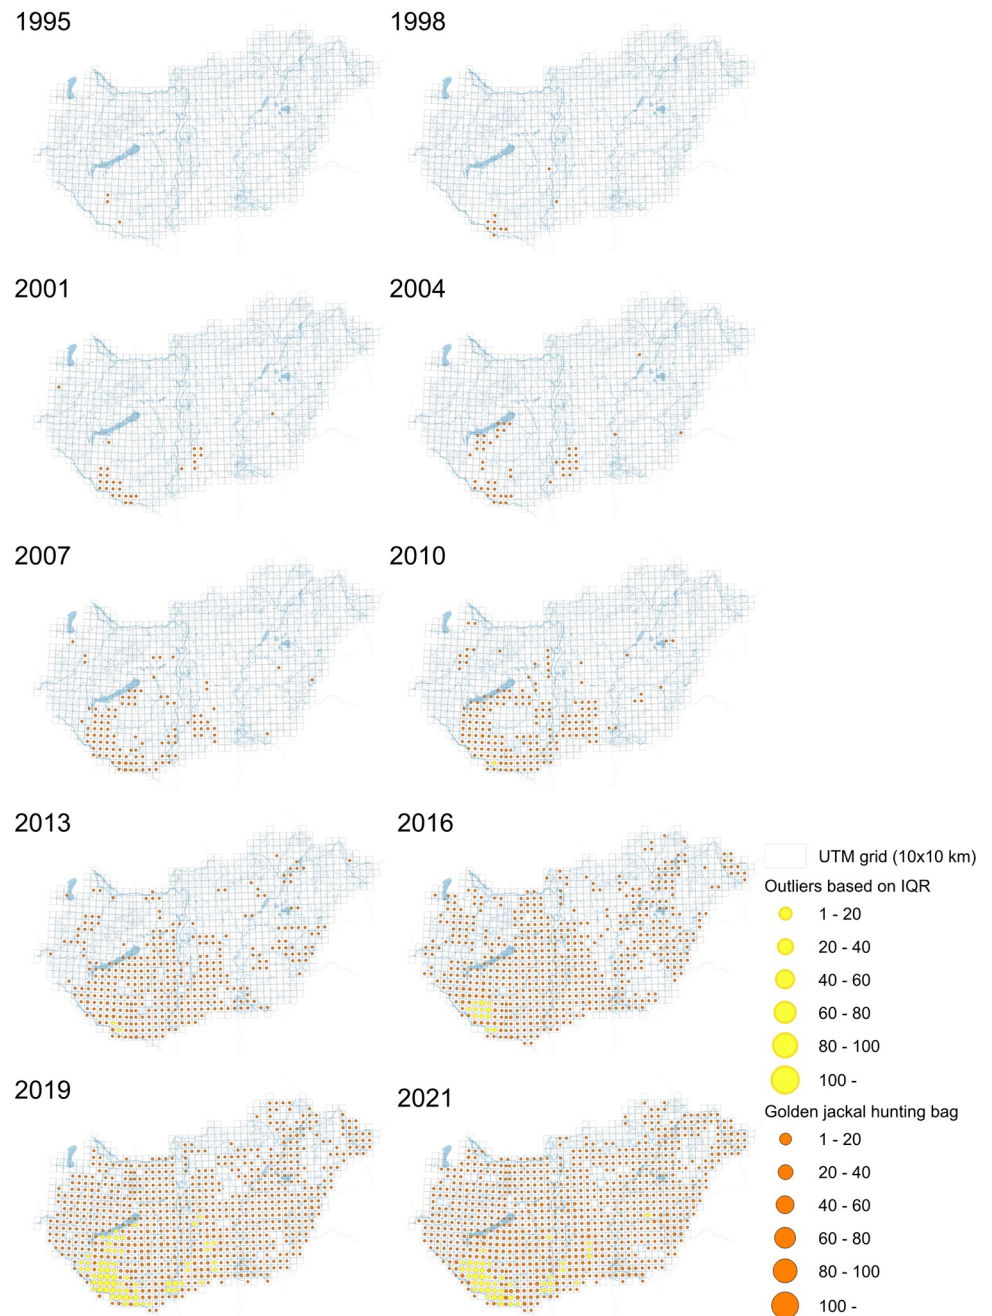 1995
1998
2001
2004
2007
2010
2013
2016
UTM grid (10x10 km)
Outliers based on IQR
1 - 20
20 - 40
40 - 60
60 - 80
80 - 100
100 -
2019
2021
Golden jackal hunting bag
1 - 20
20 - 40
40 - 60
60 - 80
80 - 100
100 -